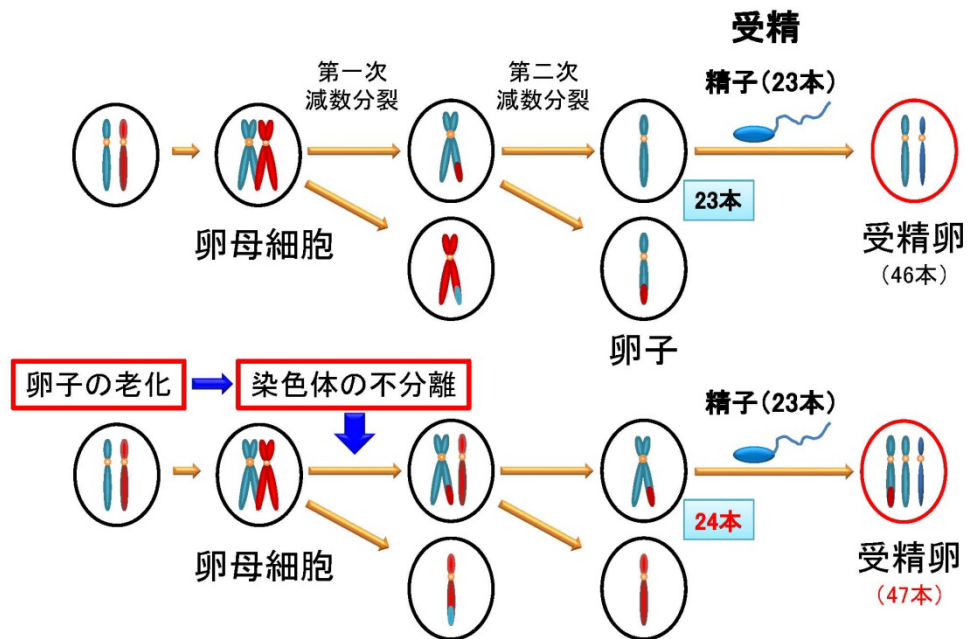 受精
第一次
減数分裂
第二次
減数分裂
精子(23本)
23本
卵母細胞
受精卵
(46本)
卵子
卵子の老化
染色体の不分離
精子(23本)
24本
卵母細胞
受精卵
(47本)